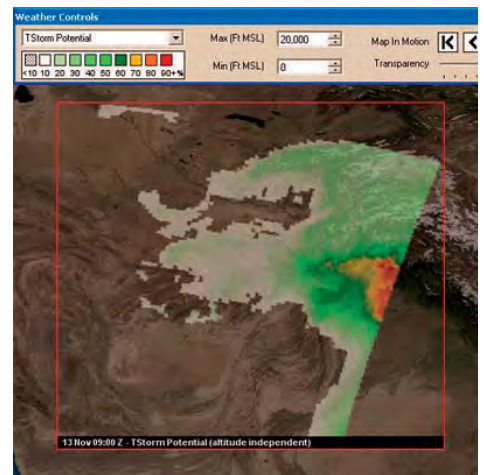 Weather Controls
TStorm Potential
Max (Ft MSL) 20,000
Map In Motion
Min (Ft MSL) 0
Transparency
<10 10 20 30 40 50 60 70 80 90+%
13 Nov 09:00 Z - TStorm Potential (altitude independent)